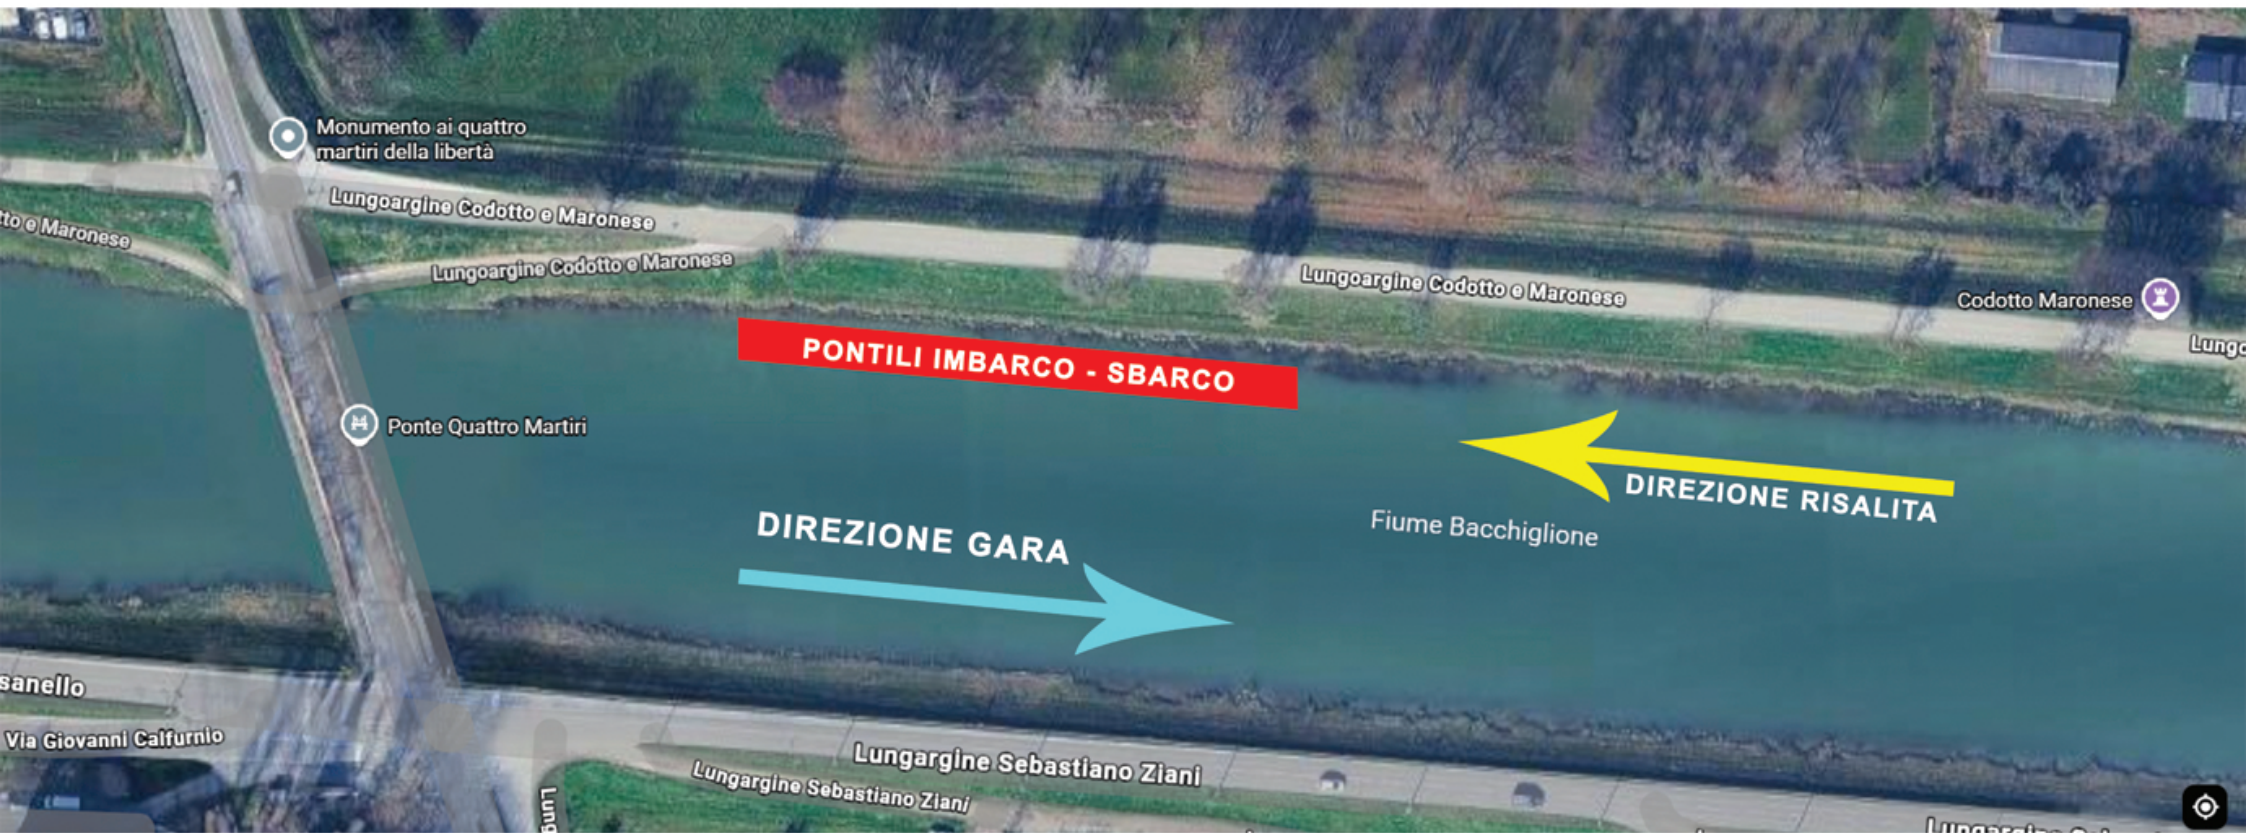 Monumento ai quattro
martiri della libertà
Lungoargine Codotto e Maronese
tto e Maronese
Lungoargine Codotto e Maronese
Lungoargine Codotto e Maronese
Codotto Maronese
Lungo
PONTILI IMBARCO - SBARCO
Ponte Quattro Martiri
DIREZIONE RISALITA
Fiume Bacchiglione
DIREZIONE GARA
sanello
Via Giovanni Calfurnio
Lungargine Sebastiano Ziani
Lungargine Sebastiano Ziani
Lung